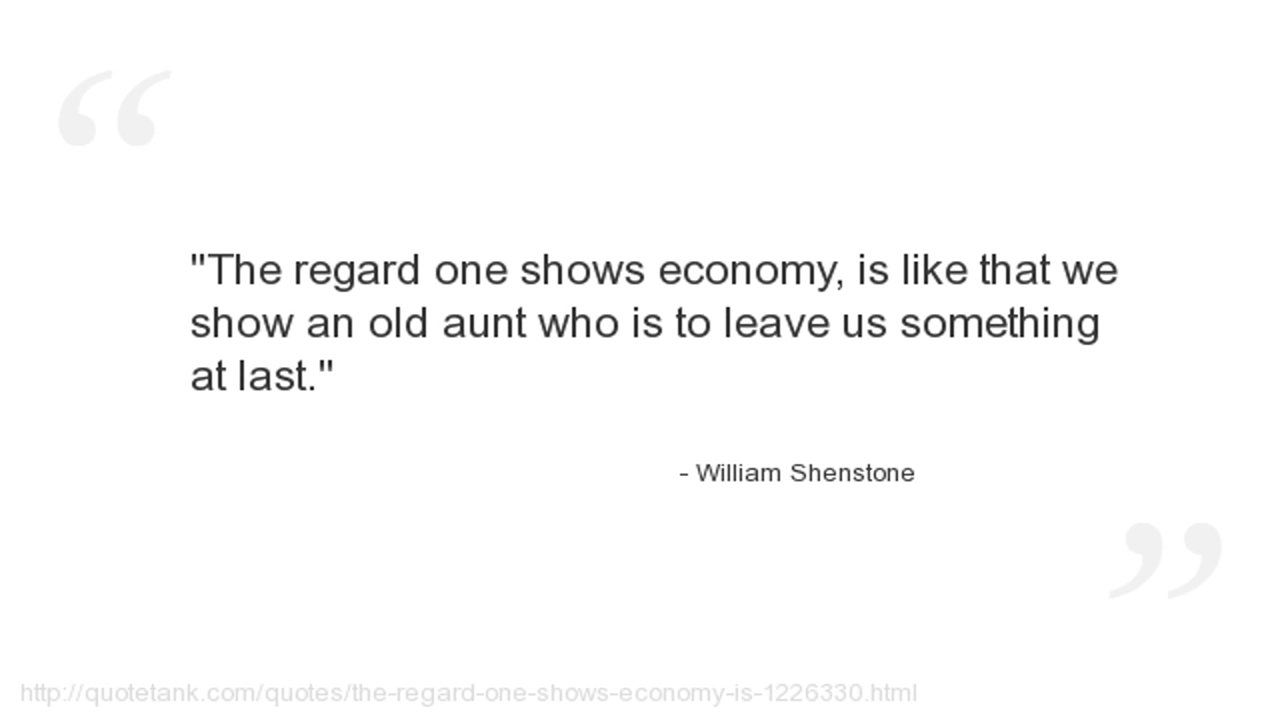 "The regard one shows economy, is like that we
show an old aunt who is to leave us something
at last."
- William Shenstone
http://quotetank.com/quotes/the-regard-one-shows-economy-is-1226330.html